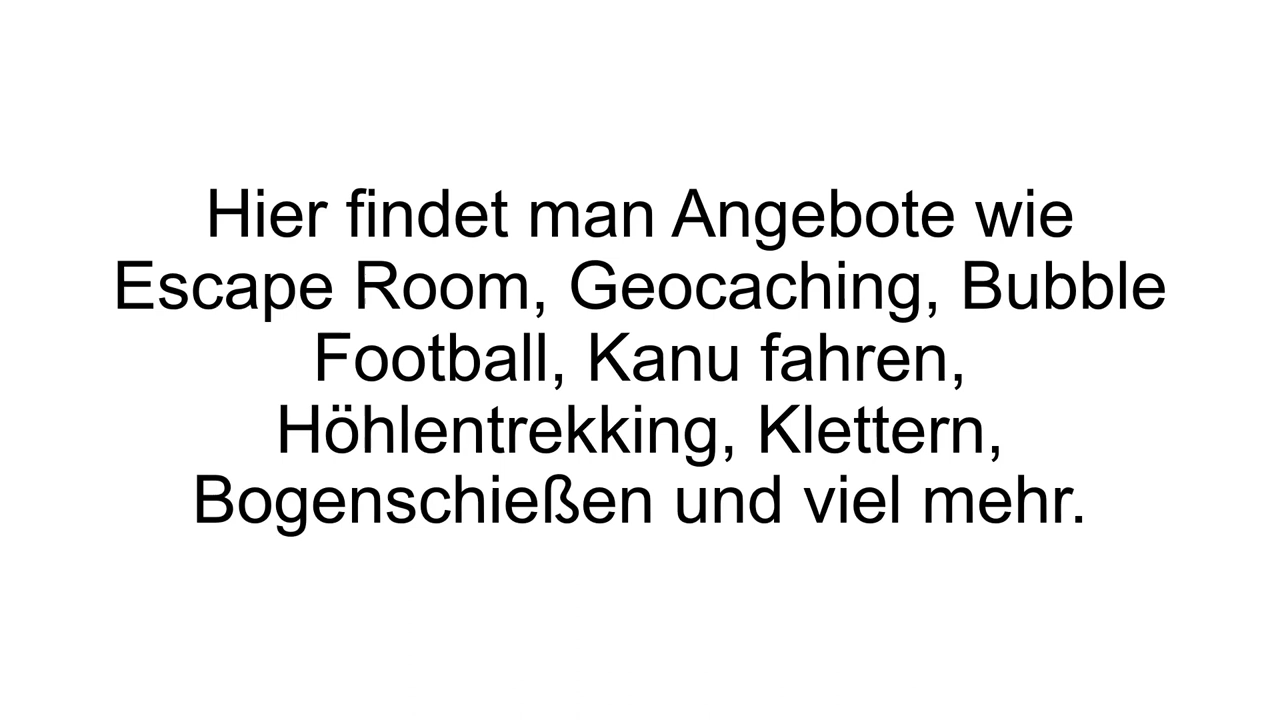 Hier findet man Angebote wie
Escape Room, Geocaching, Bubble
Football, Kanu fahren,
Höhlentrekking, Klettern,
Bogenschießen und viel mehr.